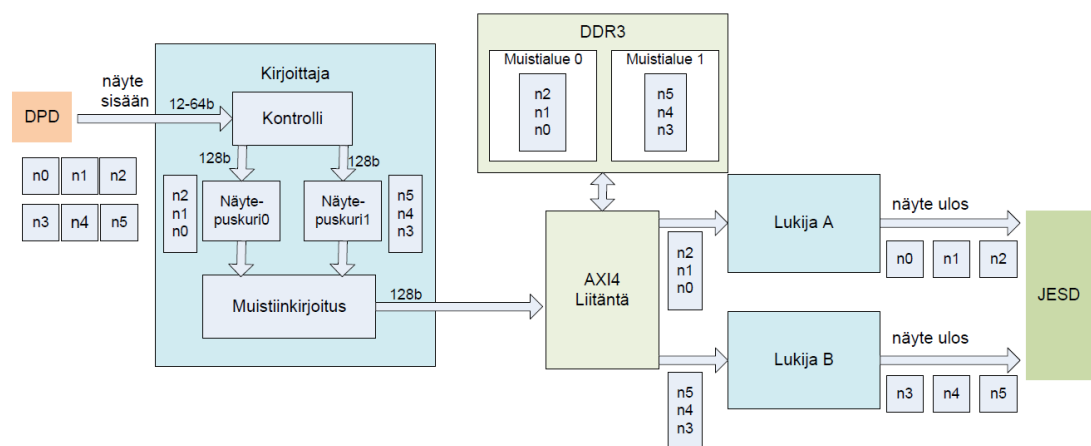 DPD
n0 n1 n2
n3 n4 n5
näyte
sisään
12-64b
Kirjoittaja
Kontrolli
128b
128b
n2
n1
n0
Näyte-
puskuri0
Näyte-
puskuri1
n5
n4
n3
Muistiinkirjoitus
128b
DDR3
Muistialue 0
n2
n1
n0
Muistialue 1
n5
n4
n3
AXI4
Liitäntä
n2
n1
n0
n5
n4
n3
Lukija A
näyte ulos
n0 n1 n2
Lukija B
näyte ulos
n3 n4 n5
JESD